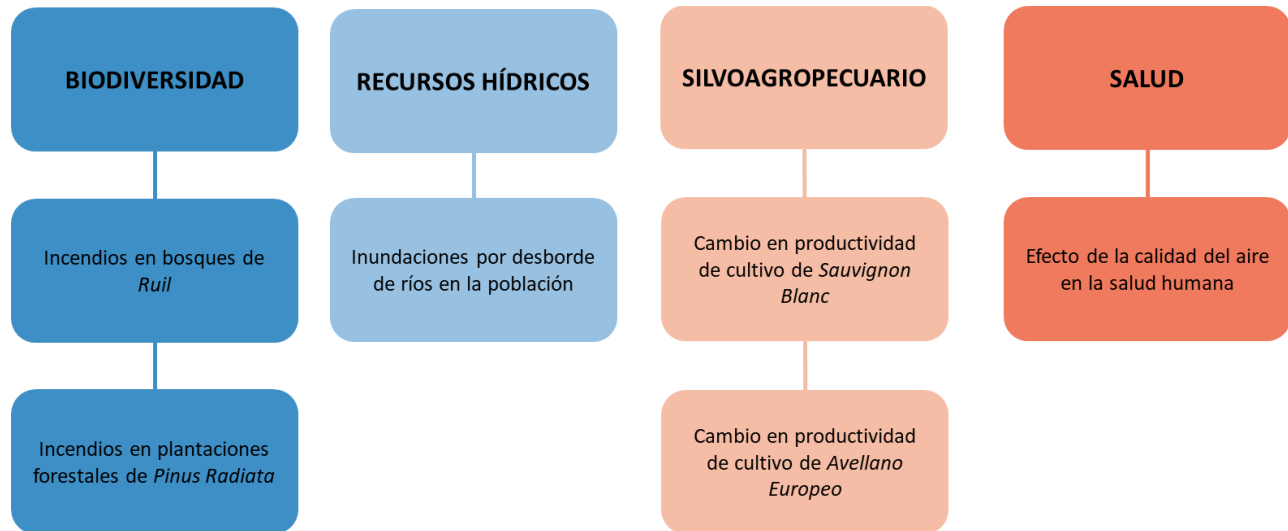 BIODIVERSIDAD
Incendios en bosques de
Ruil
Incendios en plantaciones
forestales de Pinus Radiata
RECURSOS HÍDRICOS
Inundaciones por desborde
de ríos en la población
SILVOAGROPECUARIO
Cambio en productividad
de cultivo de Sauvignon
Blanc
Cambio en productividad
de cultivo de Avellano
Europeo
SALUD
Efecto de la calidad del aire
en la salud humana